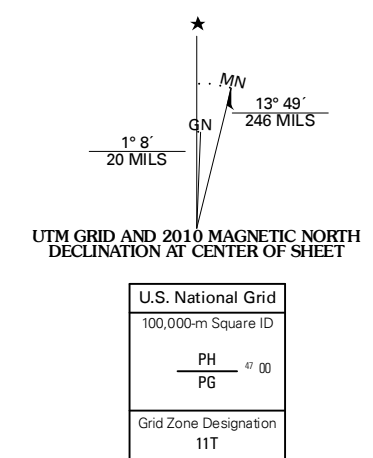 ★
MN
GN
13° 49´
246 MILS
1° 8´
20 MILS
UTM GRID AND 2010 MAGNETIC NORTH
DECLINATION AT CENTER OF SHEET
U.S. National Grid
100,000-m Square ID
PH
47 00
PG
Grid Zone Designation
11T